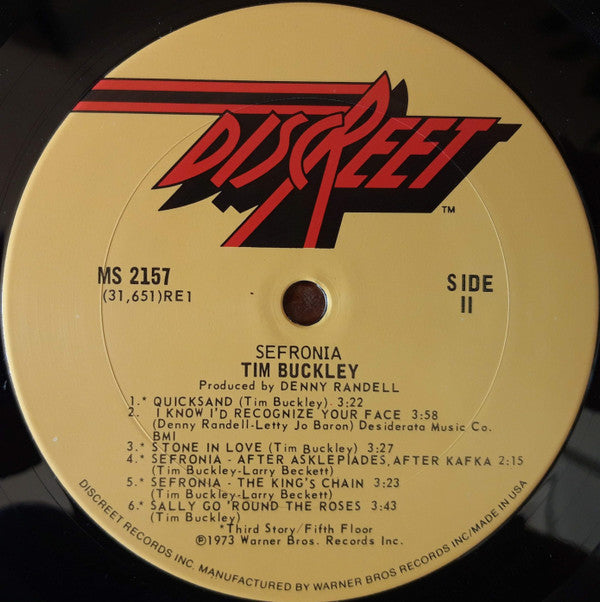 DISCREET
TM
MS 2157
(31,651)RE1
SIDE
II
SEFRONIA
TIM BUCKLEY
Produced by DENNY RANDELL
1.* QUICKSAND (Tim Buckley) 3:22
2. I KNOW I'D RECOGNIZE YOUR FACE 3:58
(Denny Randell-Letty Jo Baron) Desiderata Music Co.
BMI
3.* STONE IN LOVE (Tim Buckley) 3:27
4.* SEFRONIA - AFTER ASKLEPIADES, AFTER KAFKA 2:15
(Tim Buckley-Larry Beckett)
5.* SEFRONIA - THE KING'S CHAIN 3:23
(Tim Buckley-Larry Beckett)
6.* SALLY GO 'ROUND THE ROSES 3:43
(Tim Buckley)
*Third Story/Fifth Floor
℗1973 Warner Bros. Records Inc.
DISCREET RECORDS INC. MANUFACTURED BY WARNER BROS RECORDS INC/MADE IN USA